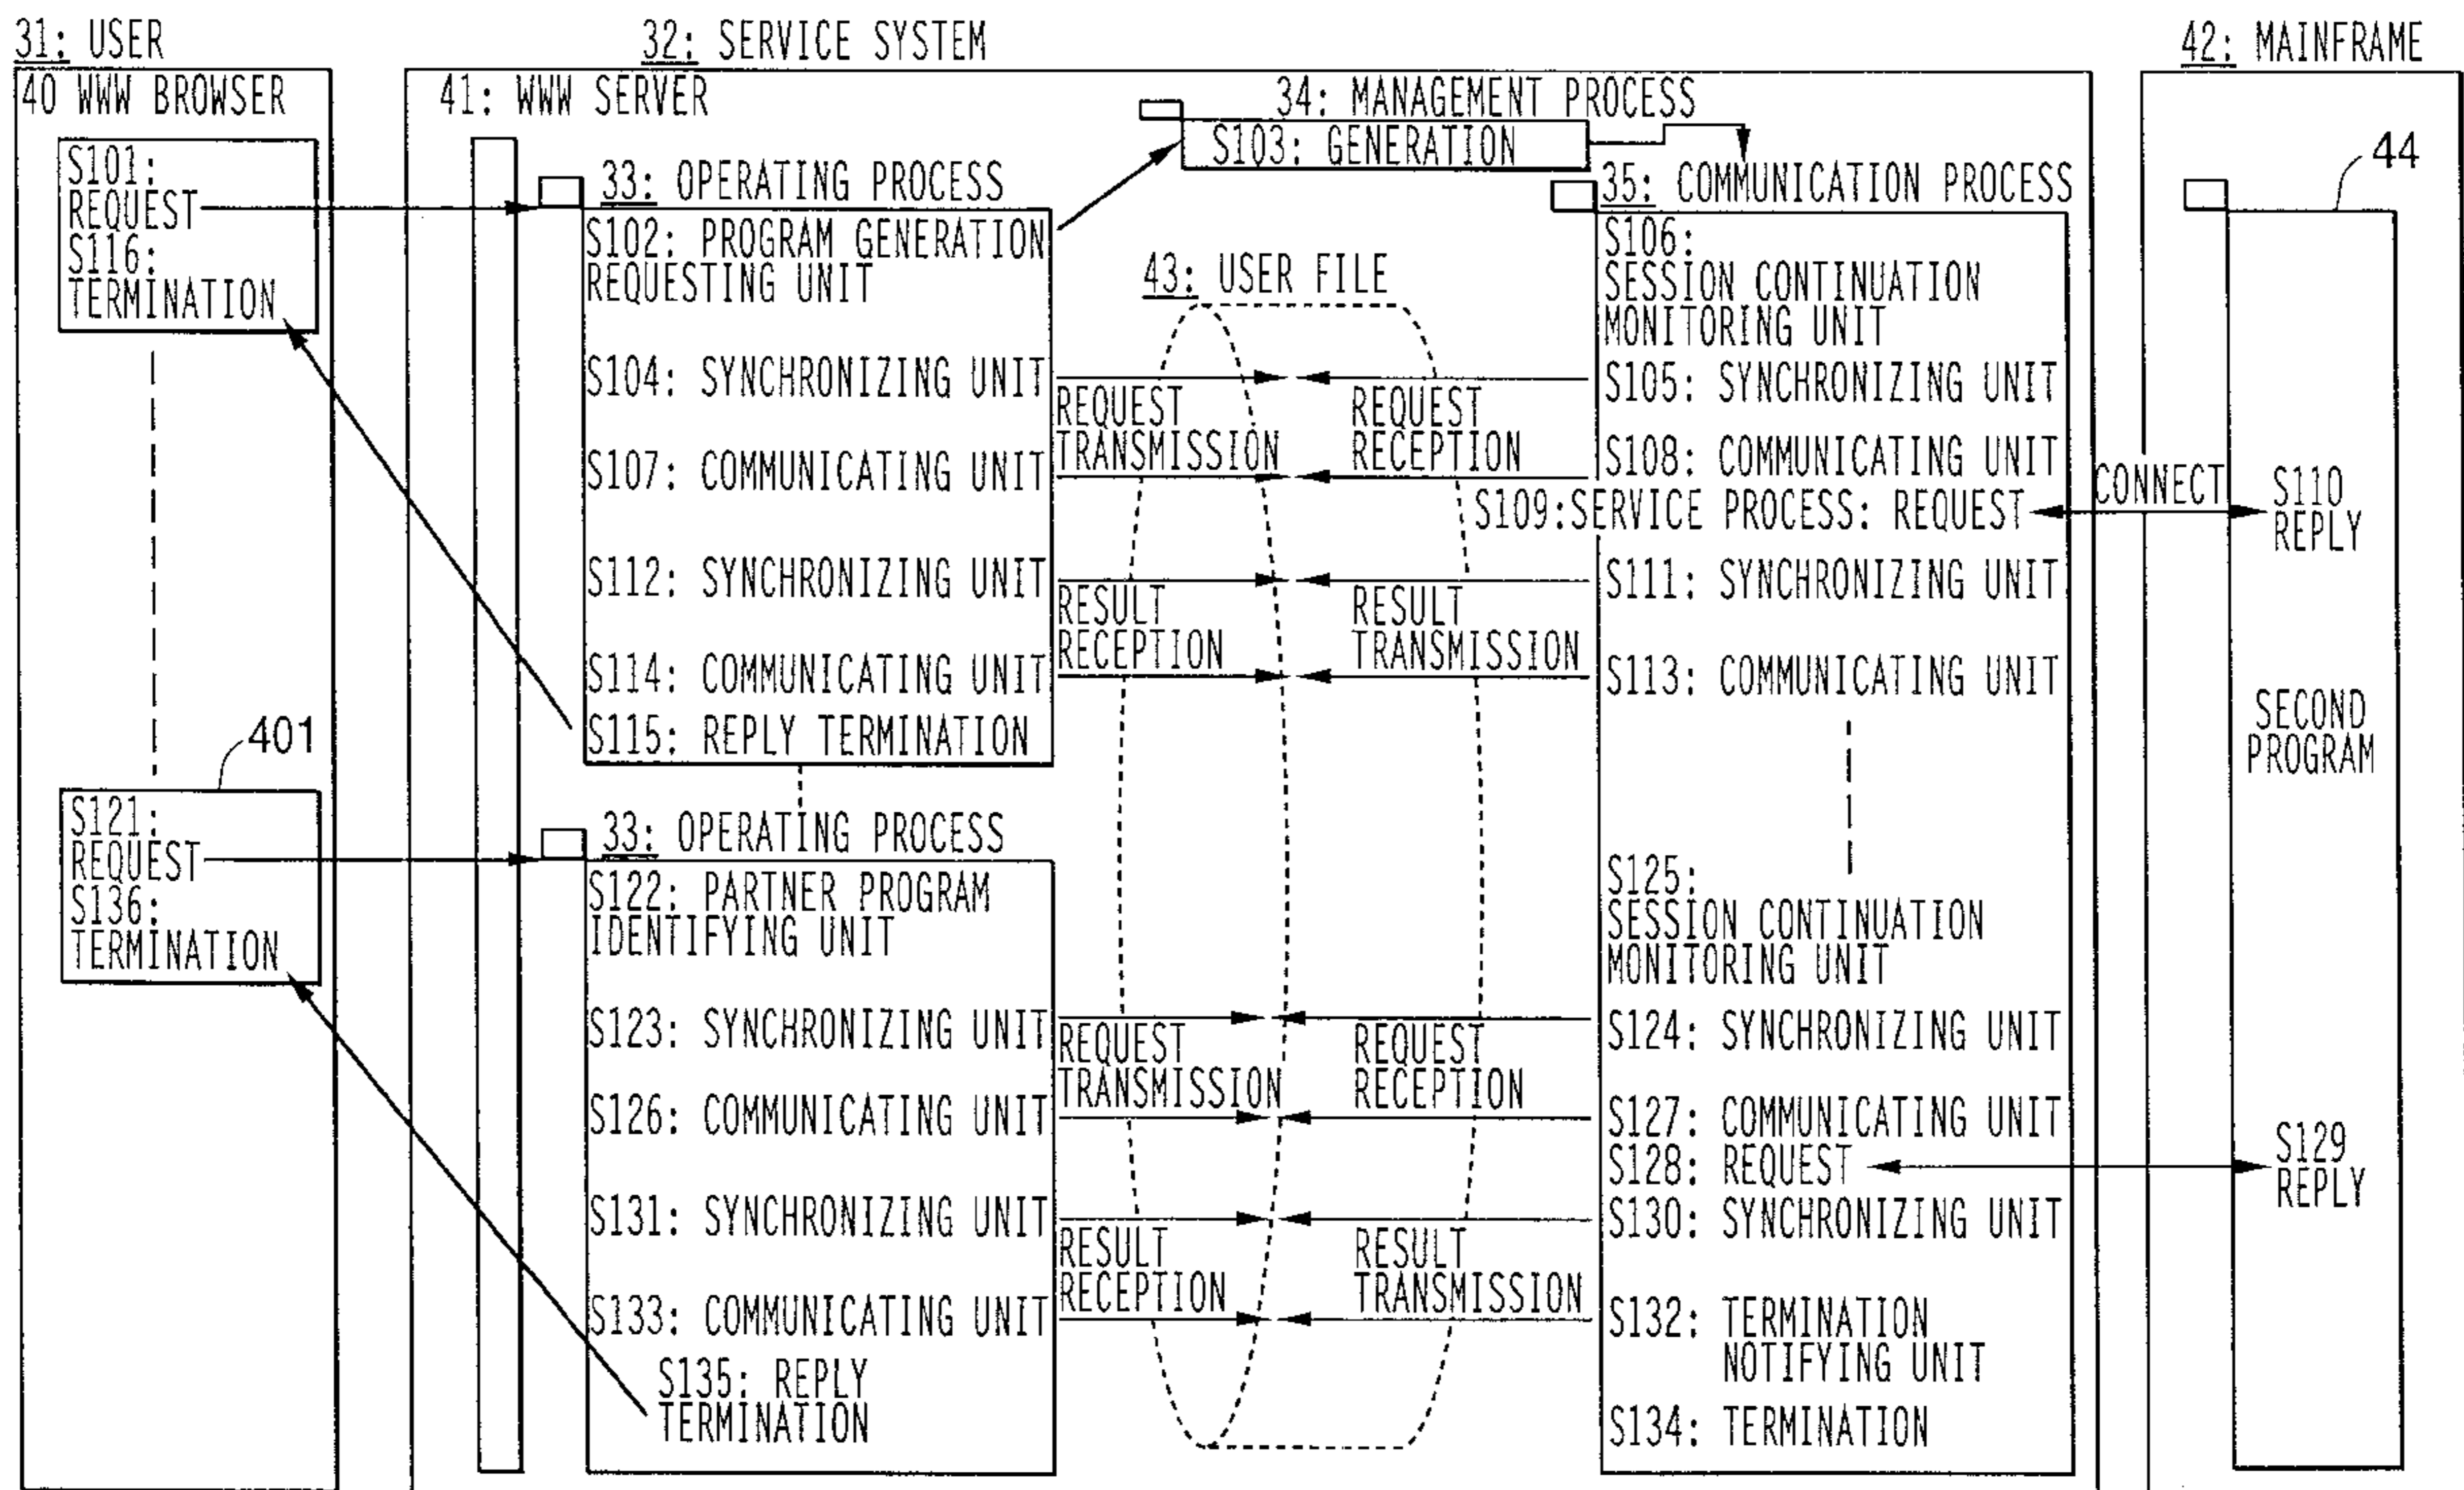 31: USER
32: SERVICE SYSTEM
42: MAINFRAME
40 WWW BROWSER
41: WWW SERVER
34: MANAGEMENT PROCESS
S103: GENERATION
44
S101:
REQUEST
S116:
TERMINATION
33: OPERATING PROCESS
S102: PROGRAM GENERATION
REQUESTING UNIT
S104: SYNCHRONIZING UNIT
S107: COMMUNICATING UNIT
S112: SYNCHRONIZING UNIT
S114: COMMUNICATING UNIT
S115: REPLY TERMINATION
43: USER FILE
REQUEST
TRANSMISSION
REQUEST
RECEPTION
RESULT
RECEPTION
RESULT
TRANSMISSION
35: COMMUNICATION PROCESS
S106:
SESSION CONTINUATION
MONITORING UNIT
S105: SYNCHRONIZING UNIT
S108: COMMUNICATING UNIT
S109:SERVICE PROCESS: REQUEST
CONNECT
S110
REPLY
S111: SYNCHRONIZING UNIT
S113: COMMUNICATING UNIT
SECOND
PROGRAM
401
S121:
REQUEST
S136:
TERMINATION
33: OPERATING PROCESS
S122: PARTNER PROGRAM
IDENTIFYING UNIT
S123: SYNCHRONIZING UNIT
S126: COMMUNICATING UNIT
S131: SYNCHRONIZING UNIT
S133: COMMUNICATING UNIT
S135: REPLY
TERMINATION
REQUEST
TRANSMISSION
REQUEST
RECEPTION
RESULT
RECEPTION
RESULT
TRANSMISSION
S125:
SESSION CONTINUATION
MONITORING UNIT
S124: SYNCHRONIZING UNIT
S127: COMMUNICATING UNIT
S128: REQUEST
S129
REPLY
S130: SYNCHRONIZING UNIT
S132: TERMINATION
NOTIFYING UNIT
S134: TERMINATION